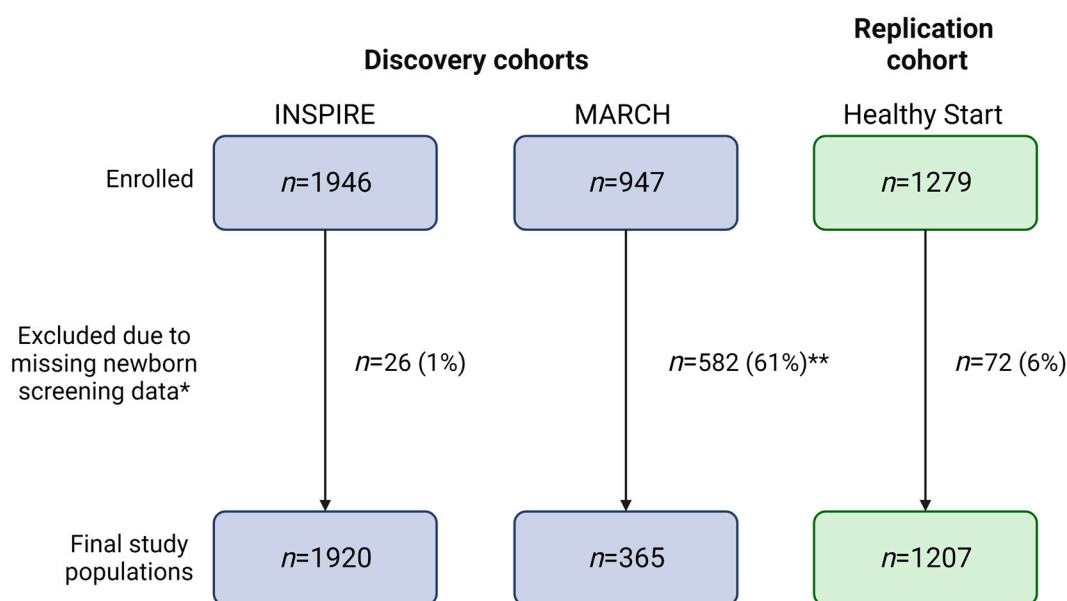 Replication
cohort
Discovery cohorts
INSPIRE
MARCH
Healthy Start
Enrolled
n=1946
n=947
n=1279
Excluded due to
missing newborn
screening data*
n=26 (1%)
n=582 (61%)**
n=72 (6%)
Final study
populations
n=1920
n=365
n=1207